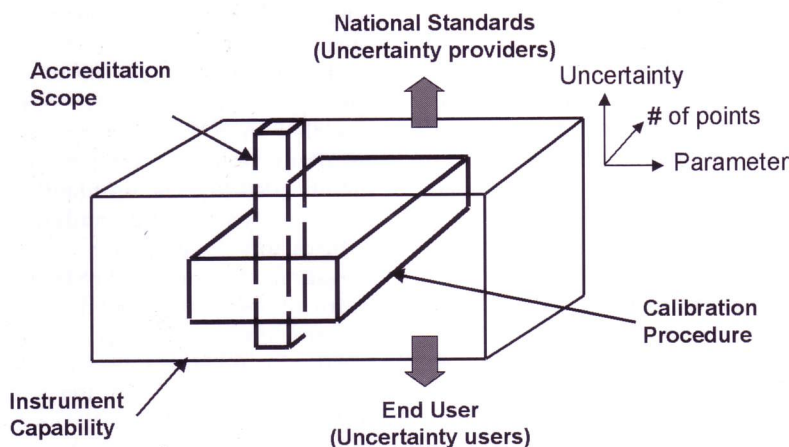 National Standards
(Uncertainty providers)
Accreditation
Scope
Uncertainty
# of points
Parameter
Calibration
Procedure
Instrument
Capability
End User
(Uncertainty users)